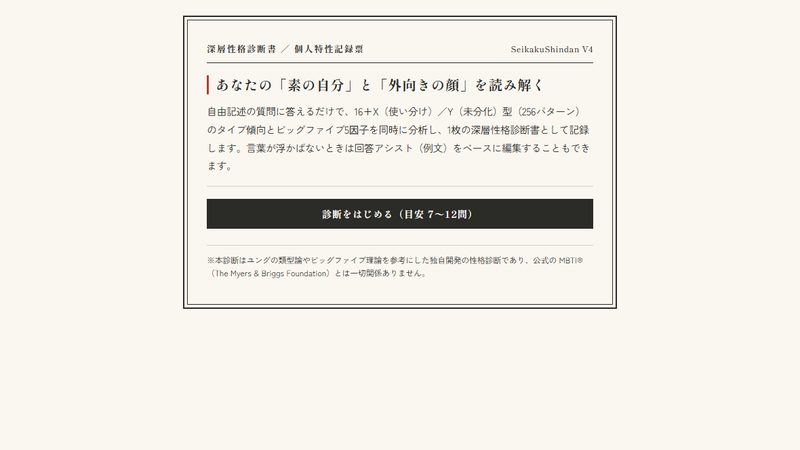 深層性格診断書 ／ 個人特性記録票
SeikakuShindan V4
あなたの「素の自分」と「外向きの顔」を読み解く
自由記述の質問に答えるだけで、16＋X（使い分け）／Y（未分化）型（256パターン）
のタイプ傾向とビッグファイブ5因子を同時に分析し、1枚の深層性格診断書として記録
します。言葉が浮かばないときは回答アシスト（例文）をベースに編集することもでき
ます。
診断をはじめる（目安 7〜12問）
※本診断はユングの類型論やビッグファイブ理論を参考にした独自開発の性格診断であり、公式の MBTI®
（The Myers & Briggs Foundation）とは一切関係ありません。